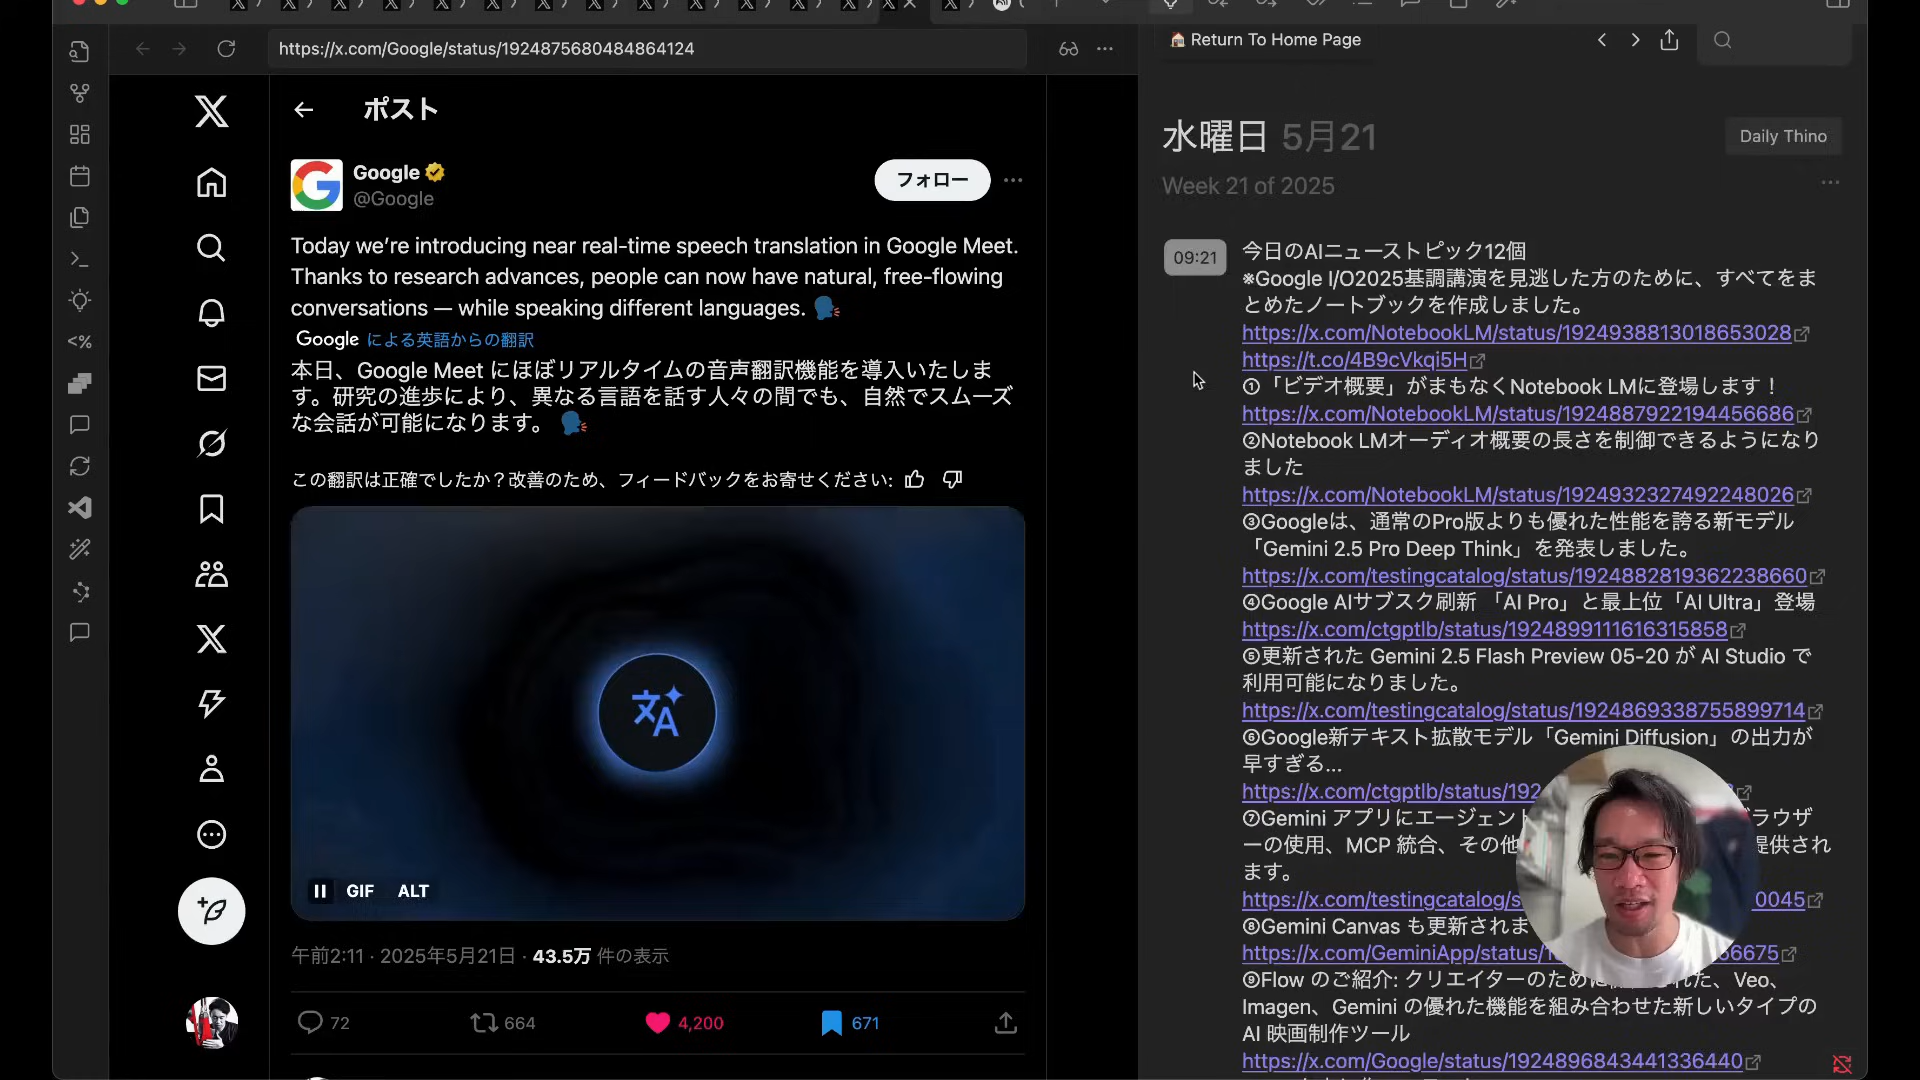 https://x.com/Google/status/1924875680484864124
ポスト
Google
@Google
フォロー
Today we're introducing near real-time speech translation in Google Meet.
Thanks to research advances, people can now have natural, free-flowing
conversations — while speaking different languages.
Google による英語からの翻訳
本日、Google Meet にほぼリアルタイムの音声翻訳機能を導入いたしま
す。研究の進歩により、異なる言語を話す人々の間でも、自然でスムーズ
な会話が可能になります。
この翻訳は正確でしたか？改善のため、フィードバックをお寄せください:
文A
GIF ALT
午前2:11 · 2025年5月21日 · 43.5万 件の表示
72
664
4,200
671
Return To Home Page
水曜日 5月21
Daily Thino
Week 21 of 2025
09:21
今日のAIニューストピック12個
※Google I/O2025基調講演を見逃した方のために、すべてをま
とめたノートブックを作成しました。
https://x.com/NotebookLM/status/1924938813018653028
https://t.co/4B9cVkqi5H
①「ビデオ概要」がまもなくNotebook LMに登場します！
https://x.com/NotebookLM/status/1924887922194456686
②Notebook LMオーディオ概要の長さを制御できるようになり
ました
https://x.com/NotebookLM/status/1924932327492248026
③Googleは、通常のPro版よりも優れた性能を誇る新モデル
「Gemini 2.5 Pro Deep Think」を発表しました。
https://x.com/testingcatalog/status/1924882819362238660
④Google AIサブスク刷新 「AI Pro」と最上位「AI Ultra」登場
https://x.com/ctgptlb/status/1924899111616315858
⑤更新された Gemini 2.5 Flash Preview 05-20 が AI Studio で
利用可能になりました。
https://x.com/testingcatalog/status/1924869338755899714
⑥Google新テキスト拡散モデル「Gemini Diffusion」の出力が
早すぎる...
https://x.com/ctgptlb/status/192
⑦Gemini アプリにエージェント ラウザ
ーの使用、MCP 統合、その他 提供され
ます。
https://x.com/testingcatalog/s 0045
⑧Gemini Canvas も更新されま
https://x.com/GeminiApp/status/1 6675
⑨Flow のご紹介: クリエイターのために た、Veo、
Imagen、Gemini の優れた機能を組み合わせた新しいタイプの
AI 映画制作ツール
https://x.com/Google/status/1924896843441336440